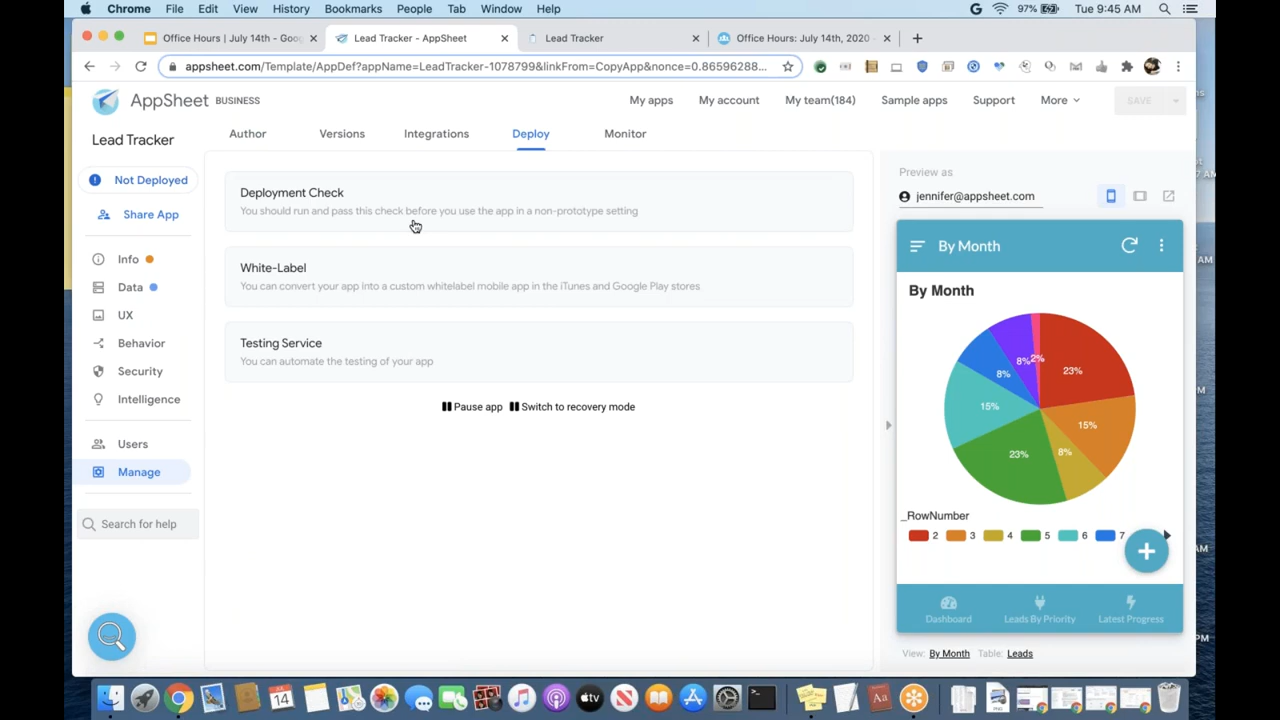 Chrome File Edit View History Bookmarks People Tab Window Help 97% Tue 9:45 AM
Office Hours | July 14th - Goo Lead Tracker - AppSheet Lead Tracker Office Hours: July 14th, 2020 -
appsheet.com/Template/AppDef?appName=LeadTracker-1078799&linkFrom=CopyApp&nonce=0.86596288...
AppSheet BUSINESS My apps My account My team(184) Sample apps Support More SAVE
Lead Tracker Author Versions Integrations Deploy Monitor
Not Deployed
Share App
Info
Data
UX
Behavior
Security
Intelligence
Users
Manage
Search for help
Deployment Check
You should run and pass this check before you use the app in a non-prototype setting
White-Label
You can convert your app into a custom whitelabel mobile app in the iTunes and Google Play stores
Testing Service
You can automate the testing of your app
Pause app Switch to recovery mode
Preview as
jennifer@appsheet.com
By Month
By Month
23%
15%
8%
23%
15%
8%
8%
2%
_RowNumber
2 3 4 5 6
Dashboard Leads By Priority Latest Progress
View: By Month Table: Leads